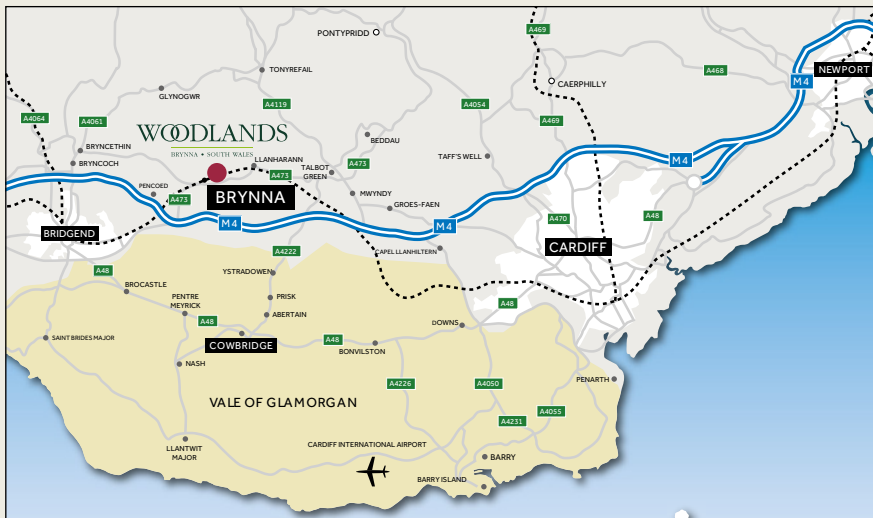 A469
PONTYPRIDD
TONYREFAIL
A468
M4
NEWPORT
CAERPHILLY
GLYNOGWR
A4119
A4054
A4064
A4061
A469
WOODLANDS
BRYNNA • SOUTH WALES
BEDDAU
BRYNCETHIN
BRYNCOCH
LLANHARANN
TALBOT
GREEN
A473
TAFF'S WELL
M4
A473
PENCOED
A473
BRYNNA
MWYNDY
GROES-FAEN
M4
M4
A470
A48
BRIDGEND
CARDIFF
A4222
CAPEL LLANHILTERN
A48
YSTRADOWEN
BROCASTLE
PENTRE
MEYRICK
PRISK
A48
ABERTAIN
A48
DOWNS
SAINT BRIDES MAJOR
COWBRIDGE
A48
BONVILSTON
NASH
A4226
A4050
PENARTH
VALE OF GLAMORGAN
A4055
A4231
LLANTWIT
MAJOR
CARDIFF INTERNATIONAL AIRPORT
BARRY
BARRY ISLAND